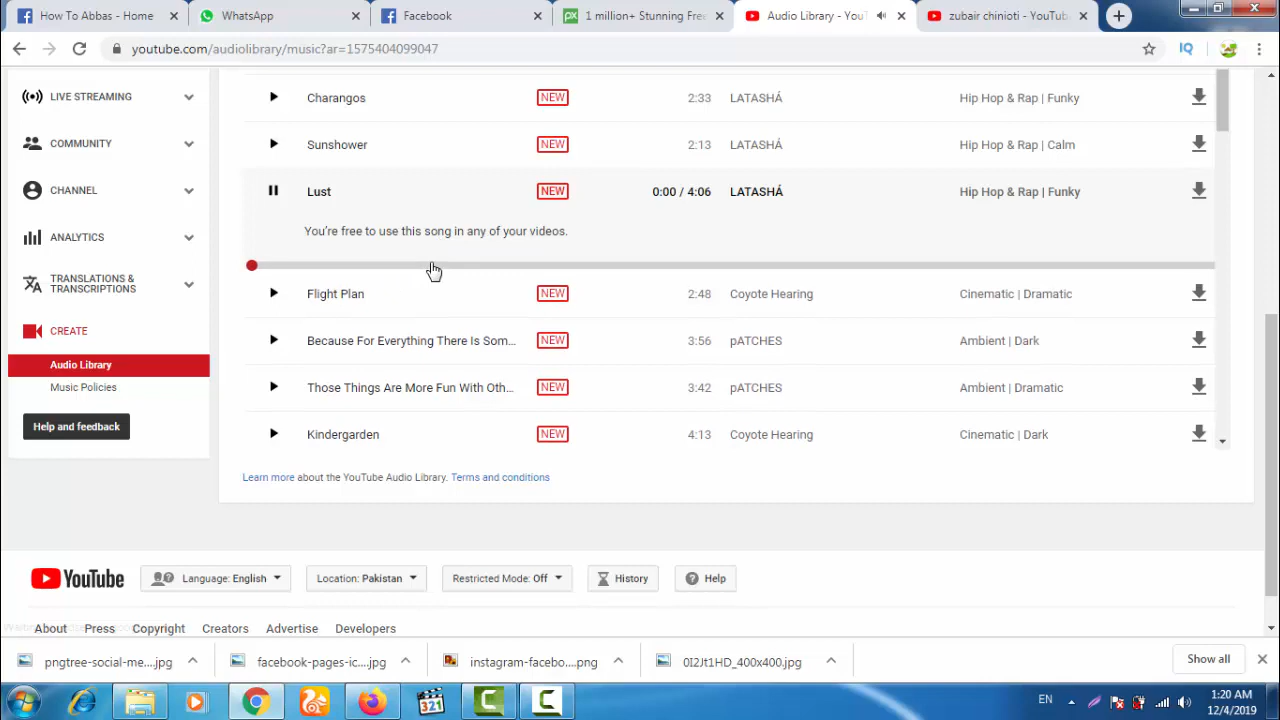 How To Abbas - Home
WhatsApp
Facebook
1 million+ Stunning Free
Audio Library - YouT
zubair chinioti - YouTub
youtube.com/audiolibrary/music?ar=1575404099047
IQ
LIVE STREAMING
COMMUNITY
CHANNEL
ANALYTICS
TRANSLATIONS &
TRANSCRIPTIONS
CREATE
Audio Library
Music Policies
Help and feedback
Charangos NEW 2:33 LATASHÁ Hip Hop & Rap | Funky
Sunshower NEW 2:13 LATASHÁ Hip Hop & Rap | Calm
Lust NEW 0:00 / 4:06 LATASHÁ Hip Hop & Rap | Funky
You're free to use this song in any of your videos.
Flight Plan NEW 2:48 Coyote Hearing Cinematic | Dramatic
Because For Everything There Is Som... NEW 3:56 pATCHES Ambient | Dark
Those Things Are More Fun With Oth... NEW 3:42 pATCHES Ambient | Dramatic
Kindergarden NEW 4:13 Coyote Hearing Cinematic | Dark
Learn more about the YouTube Audio Library. Terms and conditions
YouTube Language: English Location: Pakistan Restricted Mode: Off History Help
About Press Copyright Creators Advertise Developers
pngtree-social-me....jpg facebook-pages-ic....jpg instagram-facebo....png 0I2Jt1HD_400x400.jpg Show all
321
EN
1:20 AM
12/4/2019